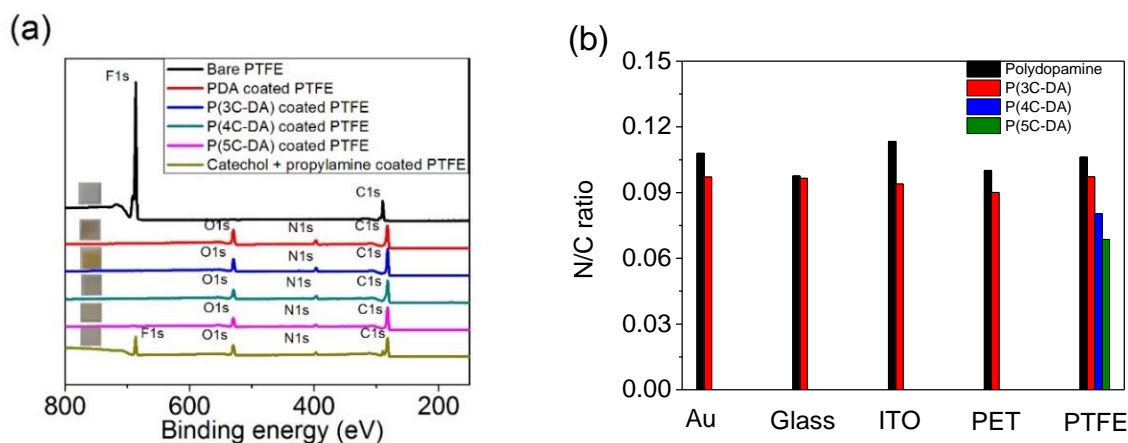 (a)
F1s
Bare PTFE
PDA coated PTFE
P(3C-DA) coated PTFE
P(4C-DA) coated PTFE
P(5C-DA) coated PTFE
Catechol + propylamine coated PTFE
C1s
O1s N1s C1s
O1s N1s C1s
O1s N1s C1s
O1s N1s C1s
F1s O1s N1s C1s
800 600 400 200
Binding energy (eV)
(b)
N/C ratio
0.15
0.12
0.09
0.06
0.03
0.00
Polydopamine
P(3C-DA)
P(4C-DA)
P(5C-DA)
Au Glass ITO PET PTFE